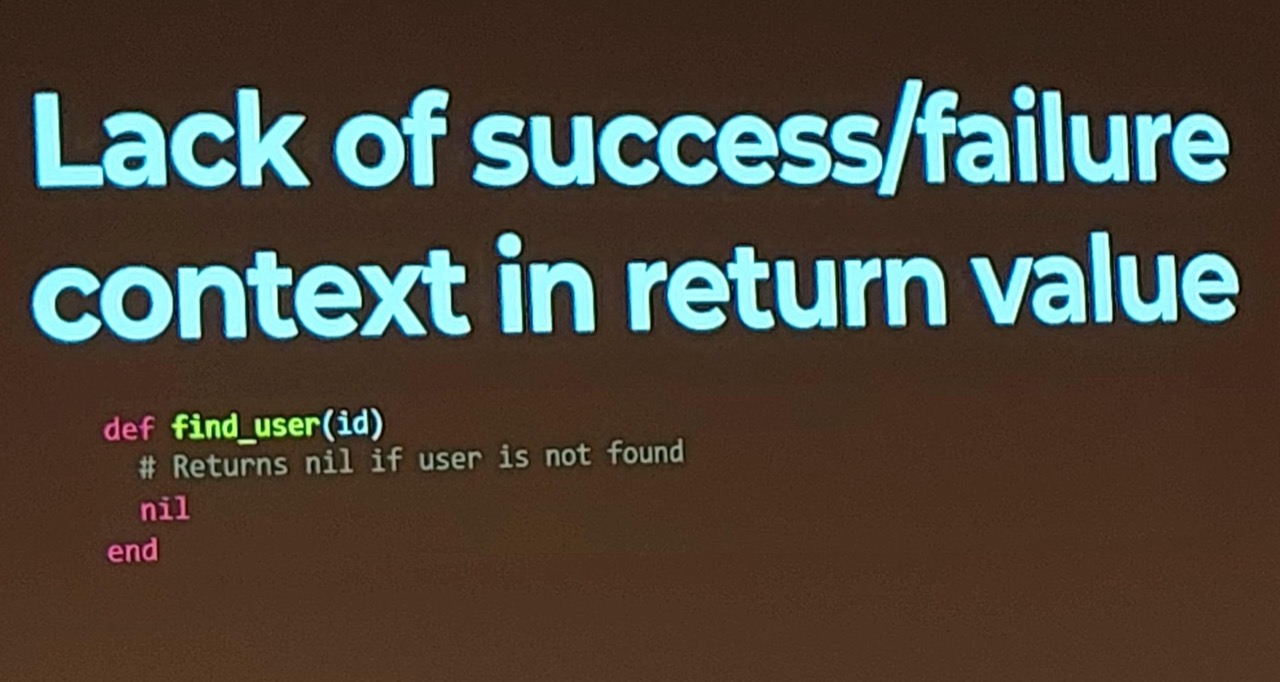 Lack of success/failure
context in return value
def find_user(id)
# Returns nil if user is not found
nil
end